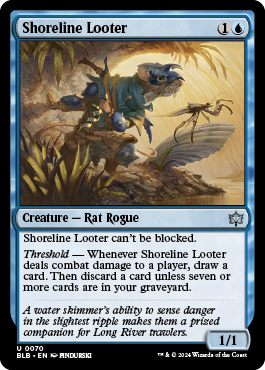 Shoreline Looter 1
Creature — Rat Rogue
Shoreline Looter can't be blocked.
Threshold — Whenever Shoreline Looter
deals combat damage to a player, draw a
card. Then discard a card unless seven or
more cards are in your graveyard.
A water skimmer's ability to sense danger
in the slightest ripple makes them a prized
companion for Long River trawlers.
1/1
U 0070
BLB • EN PINDURSKI
™ & © 2024 Wizards of the Coast